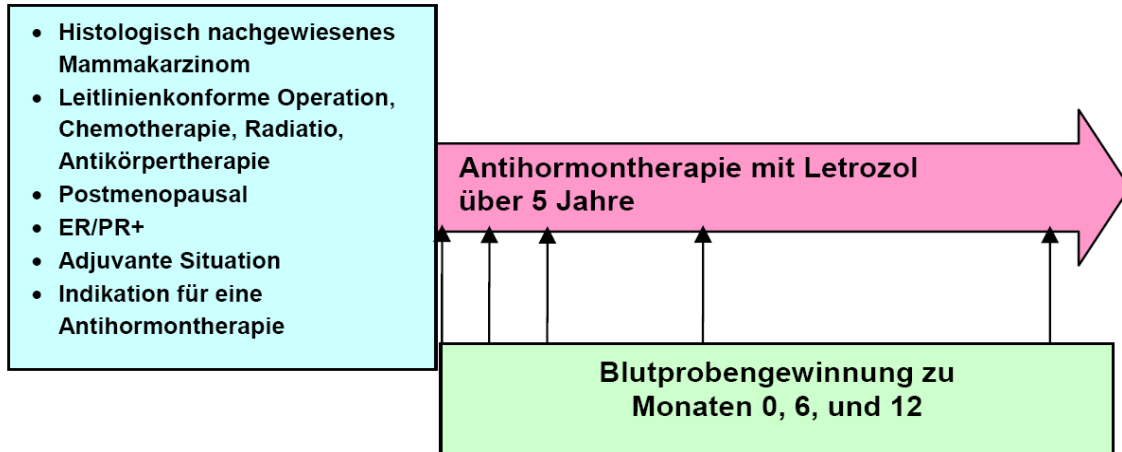 • Histologisch nachgewiesenes
Mammakarzinom
• Leitlinienkonforme Operation,
Chemotherapie, Radiatio,
Antikörpertherapie
• Postmenopausal
• ER/PR+
• Adjuvante Situation
• Indikation für eine
Antihormontherapie
Antihormontherapie mit Letrozol
über 5 Jahre
Blutprobengewinnung zu
Monaten 0, 6, und 12